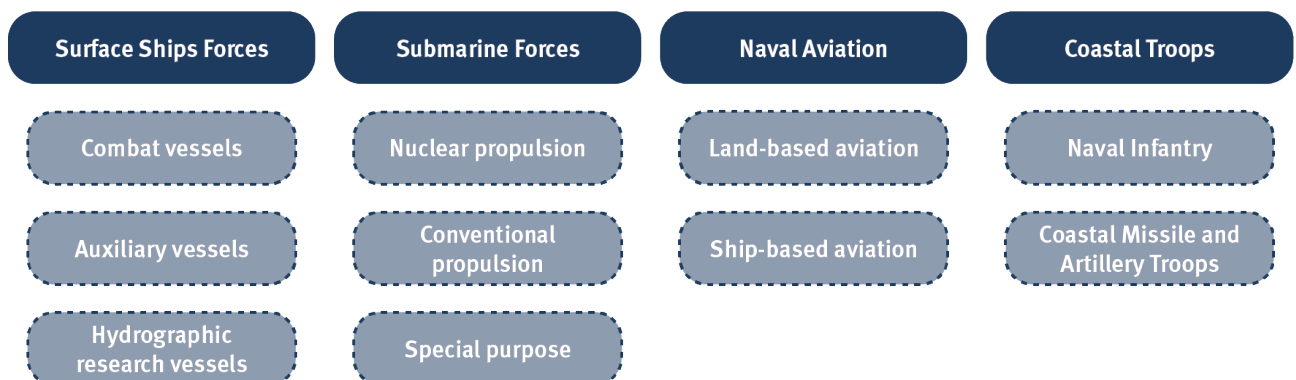 Surface Ships Forces
Submarine Forces
Naval Aviation
Coastal Troops
Combat vessels
Nuclear propulsion
Land-based aviation
Naval Infantry
Auxiliary vessels
Conventional
propulsion
Ship-based aviation
Coastal Missile and
Artillery Troops
Hydrographic
research vessels
Special purpose